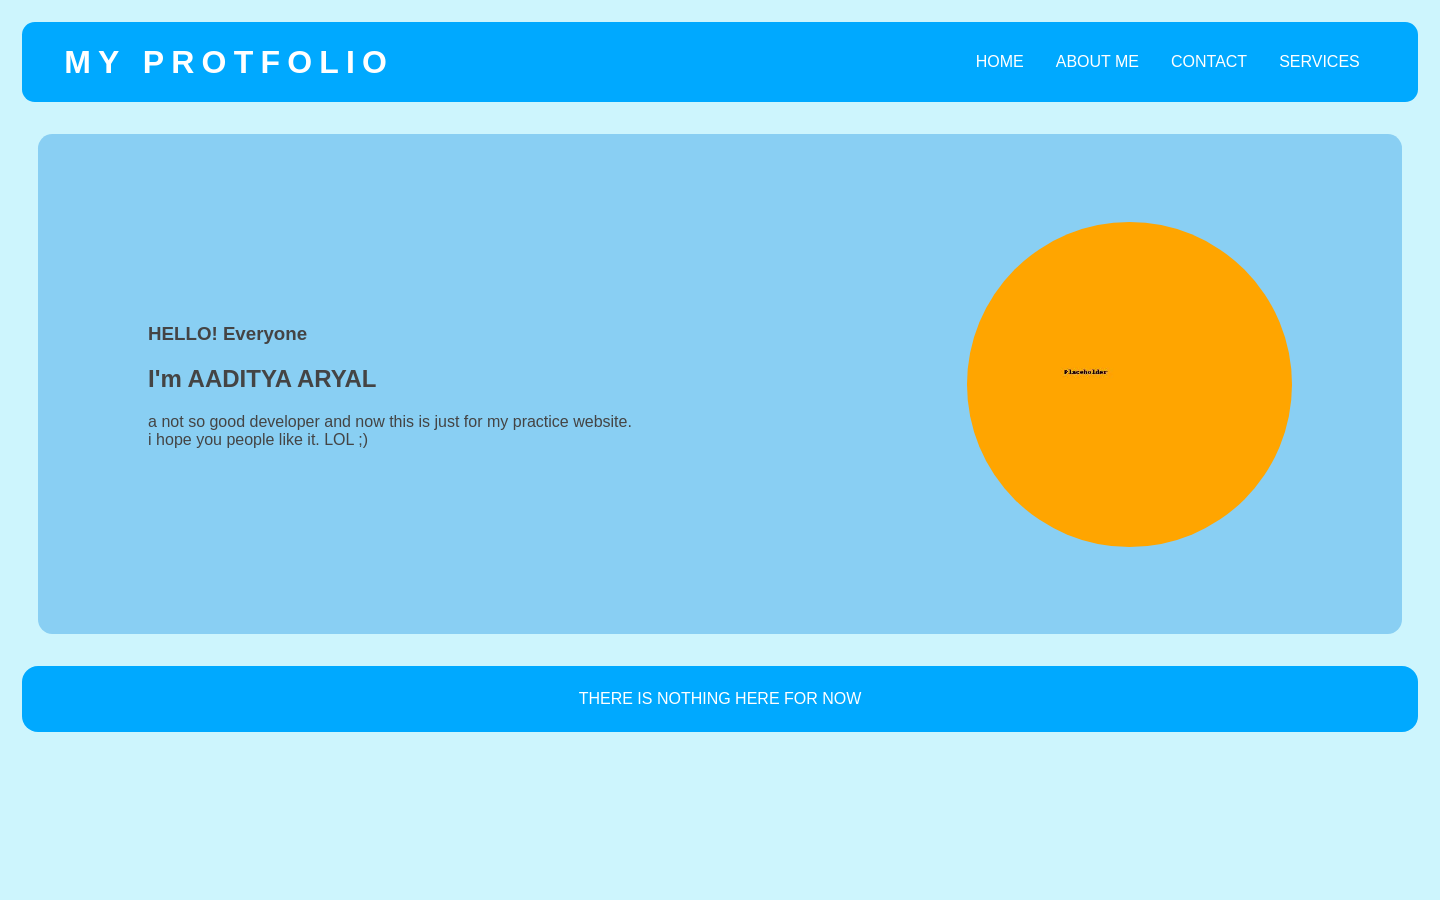 MY PROTFOLIO
HOME ABOUT ME CONTACT SERVICES
HELLO! Everyone
I'm AADITYA ARYAL
a not so good developer and now this is just for my practice website.
i hope you people like it. LOL ;)
Placeholder
THERE IS NOTHING HERE FOR NOW